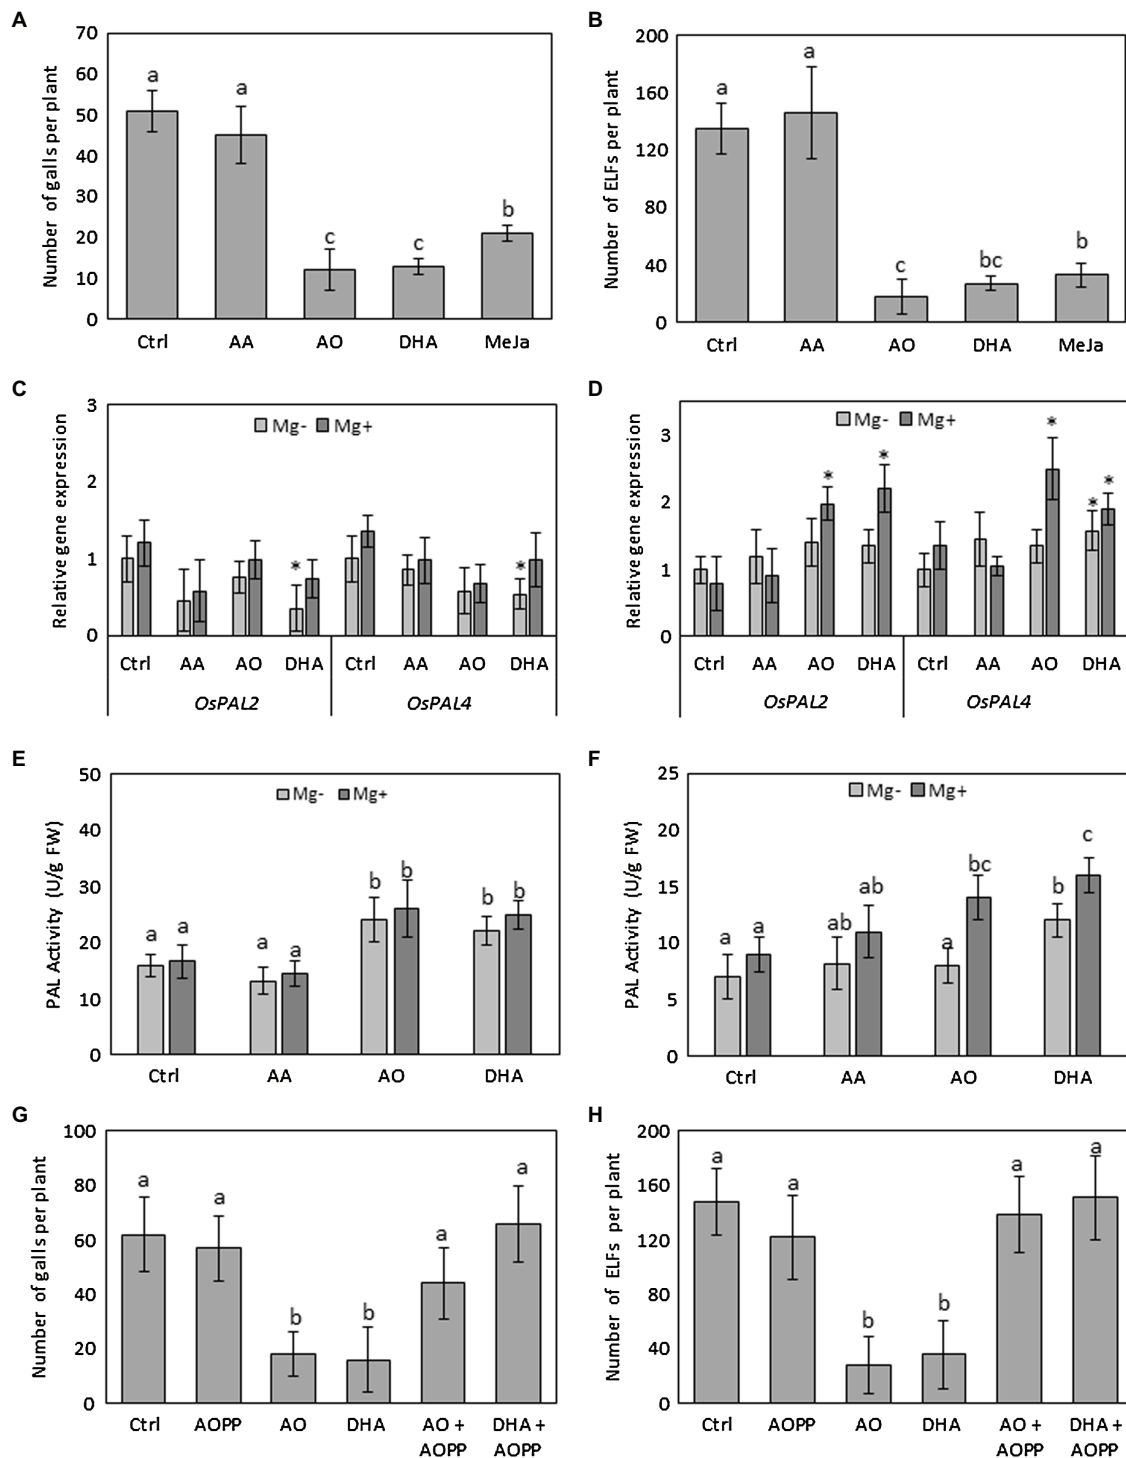 A
Number of galls per plant
70
60
50
40
30
20
10
0
a
a
c
c
b
Ctrl AA AO DHA MeJa
B
Number of ELFs per plant
200
160
120
80
40
0
a
a
c
bc
b
Ctrl AA AO DHA MeJa
C
Relative gene expression
3
2
1
0
Mg- Mg+
*
*
Ctrl AA AO DHA Ctrl AA AO DHA
OsPAL2 OsPAL4
D
Relative gene expression
3
2
1
0
Mg- Mg+
*
*
*
*
*
Ctrl AA AO DHA Ctrl AA AO DHA
OsPAL2 OsPAL4
E
PAL Activity (U/g FW)
50
40
30
20
10
0
Mg- Mg+
a a
a a
b b
b b
Ctrl AA AO DHA
F
PAL Activity (U/g FW)
25
20
15
10
5
0
Mg- Mg+
a a
ab ab
a bc
b c
Ctrl AA AO DHA
G
Number of galls per plant
100
80
60
40
20
0
a
a
b
b
a
a
Ctrl AOPP AO DHA AO + AOPP DHA + AOPP
H
Number of ELFs per plant
200
160
120
80
40
0
a
a
b
b
a
a
Ctrl AOPP AO DHA AO + AOPP DHA + AOPP